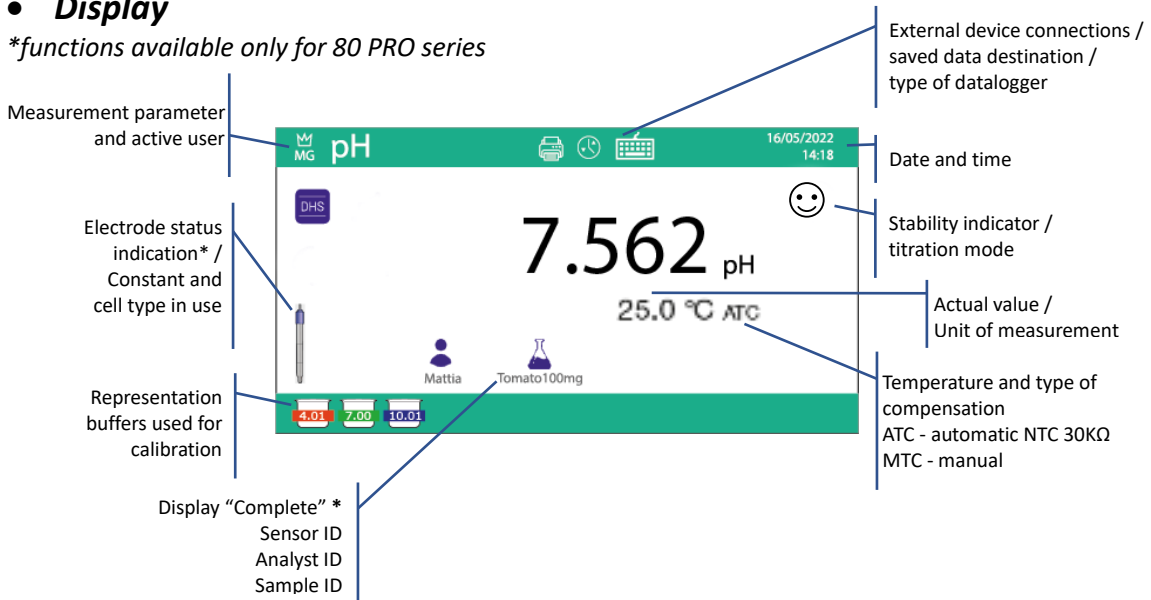 • Display
*functions available only for 80 PRO series
External device connections /
saved data destination /
type of datalogger
Measurement parameter
and active user
MG pH
16/05/2022
14:18
Date and time
DHS
Electrode status
indication* /
Constant and
cell type in use
7.562 pH
25.0 °C ATC
Stability indicator /
titration mode
Actual value /
Unit of measurement
Mattia
Tomato100mg
Representation
buffers used for
calibration
4.01 7.00 10.01
Temperature and type of
compensation
ATC - automatic NTC 30KΩ
MTC - manual
Display “Complete” *
Sensor ID
Analyst ID
Sample ID